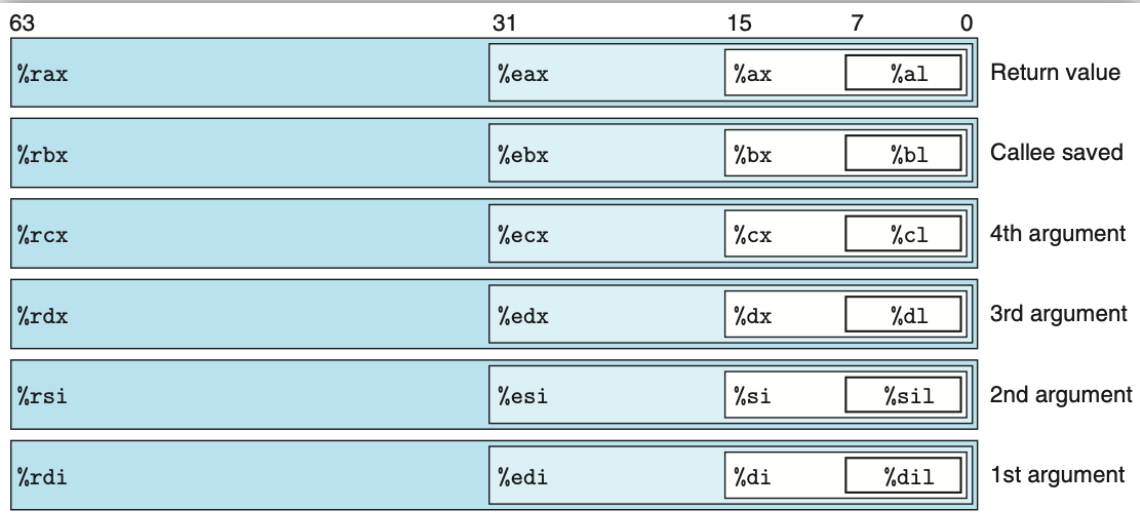 63 31 15 7 0
%rax %eax %ax %al Return value
%rbx %ebx %bx %bl Callee saved
%rcx %ecx %cx %cl 4th argument
%rdx %edx %dx %dl 3rd argument
%rsi %esi %si %sil 2nd argument
%rdi %edi %di %dil 1st argument